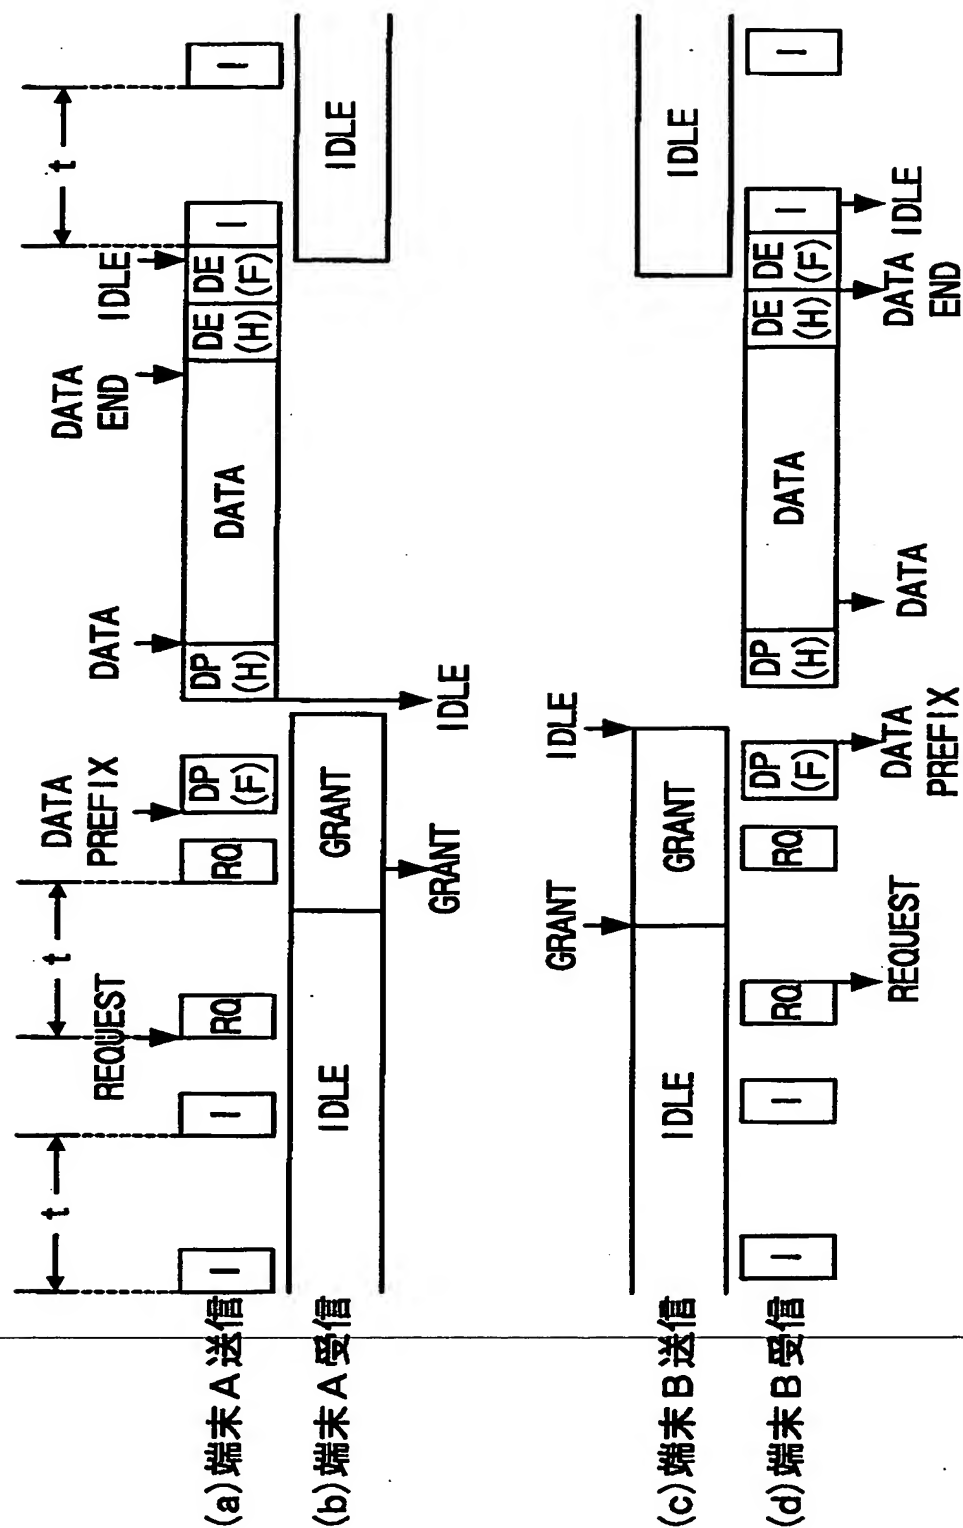 t
t
t
REQUEST
DATA
PREFIX
DATA
DATA
END
IDLE
(a)端末A送信
I
I
RQ
RQ
DP
(F)
DP
(H)
DATA
DE
(H)
DE
(F)
I
I
(b)端末A受信
IDLE
GRANT
IDLE
GRANT
IDLE
GRANT
IDLE
(c)端末B送信
IDLE
GRANT
IDLE
(d)端末B受信
I
I
RQ
RQ
DP
(F)
DP
(H)
DATA
DE
(H)
DE
(F)
I
I
REQUEST
DATA
PREFIX
DATA
DATA
END
IDLE